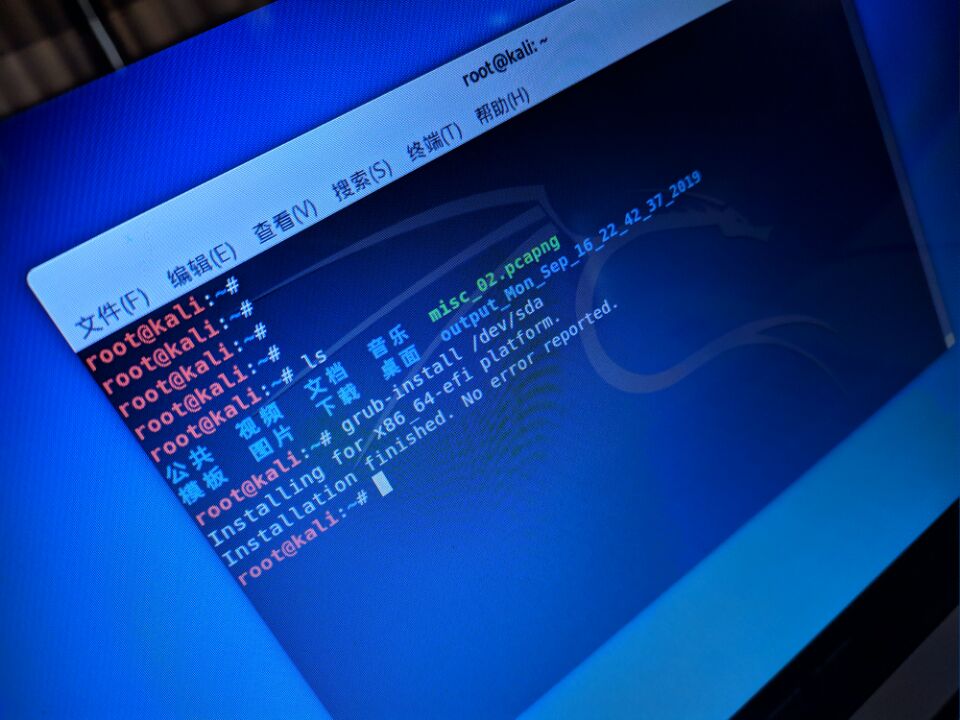 root@kali: ~
文件(F) 编辑(E) 查看(V) 搜索(S) 终端(T) 帮助(H)
root@kali:~#
root@kali:~#
root@kali:~#
root@kali:~#
root@kali:~# ls
公共 视频 文档 音乐 misc_02.pcapng
模板 图片 下载 桌面 output_Mon_Sep_16_22_42_37_2019
root@kali:~# grub-install /dev/sda
Installing for x86_64-efi platform.
Installation finished. No error reported.
root@kali:~#